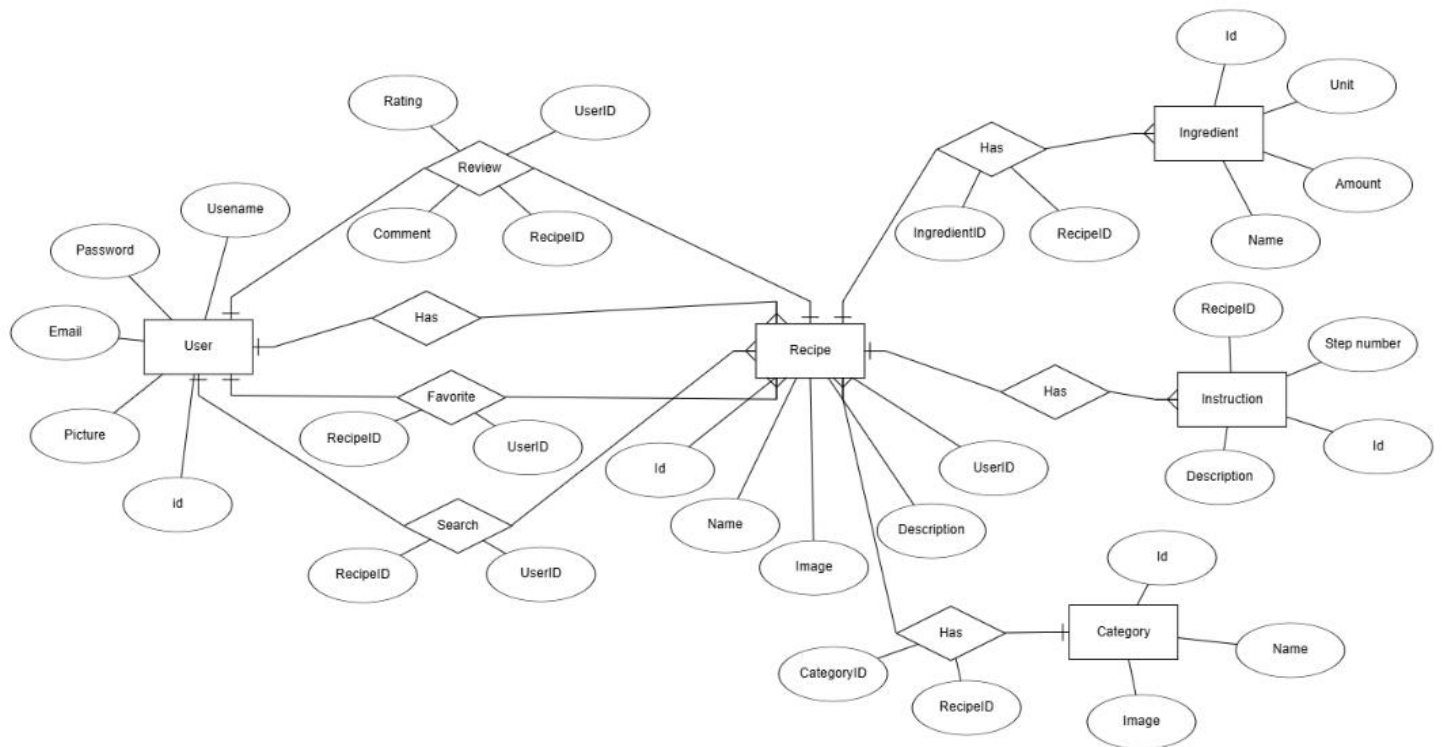 Id
Unit
Ingredient
Amount
Name
Has
IngredientID
RecipeID
Rating
UserID
Review
Comment
RecipeID
Usename
Password
Email
User
Picture
id
Has
Favorite
RecipeID
UserID
Search
RecipeID
UserID
Recipe
Id
Name
Image
Description
UserID
Has
RecipeID
Step number
Instruction
Id
Description
Has
CategoryID
RecipeID
Id
Category
Name
Image